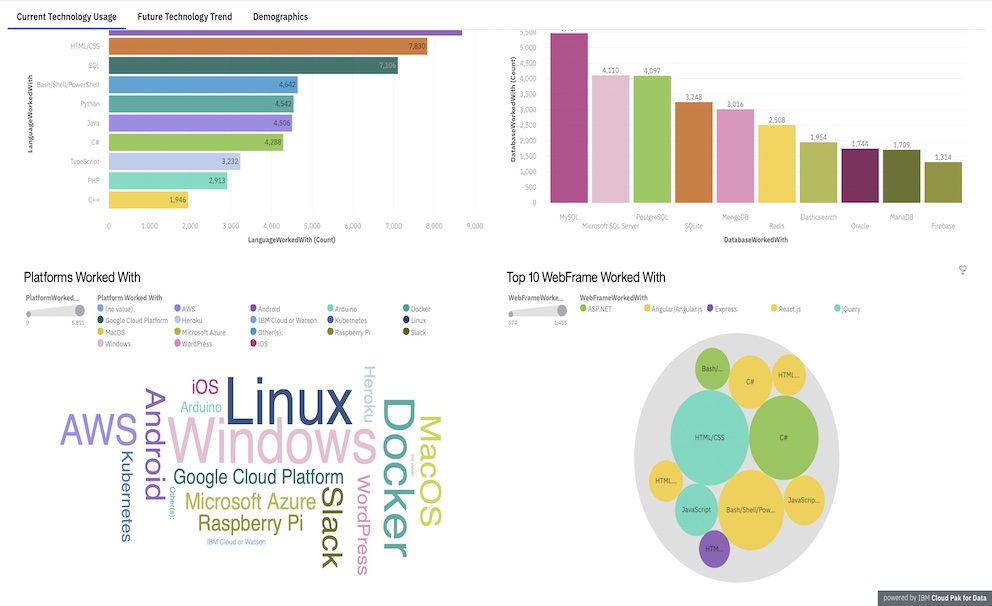 Current Technology Usage Future Technology Trend Demographics
LanguageWorkedWith
HTML/CSS 7,830
SQL 7,106
Bash/Shell/PowerShell 4,642
Python 4,542
Java 4,506
C# 4,288
TypeScript 3,232
PHP 2,913
C++ 1,946
0 1,000 2,000 3,000 4,000 5,000 6,000 7,000 8,000 9,000
LanguageWorkedWith (Count)
DatabaseWorkedWith (Count)
5,500
5,000
4,500
4,000
3,500
3,000
2,500
2,000
1,500
1,000
500
0
4,110 4,097 3,248 3,016 2,508 1,954 1,744 1,709 1,314
MySQL PostgreSQL MongoDB Elasticsearch MariaDB
Microsoft SQL Server SQLite Redis Oracle Firebase
DatabaseWorkedWith
Platforms Worked With
PlatformWorked... Platform Worked With
0 5,811
(no value) AWS Android Arduino Docker
Google Cloud Platform Heroku IBM Cloud or Watson Kubernetes Linux
MacOS Microsoft Azure Other(s): Raspberry Pi Slack
Windows WordPress iOS
iOS
Heroku
Arduino
Linux
AWS
Android
Windows
Docker
MacOS
Kubernetes
Google Cloud Platform
Other(s):
Microsoft Azure
Slack
WordPress
Raspberry Pi
IBM Cloud or Watson
Top 10 WebFrame Worked With
WebFrameWorke... WebFrameWorkedWith
574 1,455
ASP.NET Angular/Angular.js Express React.js jQuery
Bash/...
C#
HTML...
HTML/CSS
C#
HTML...
JavaScript
Bash/Shell/Pow...
JavaScrip...
HTM...
powered by IBM Cloud Pak for Data